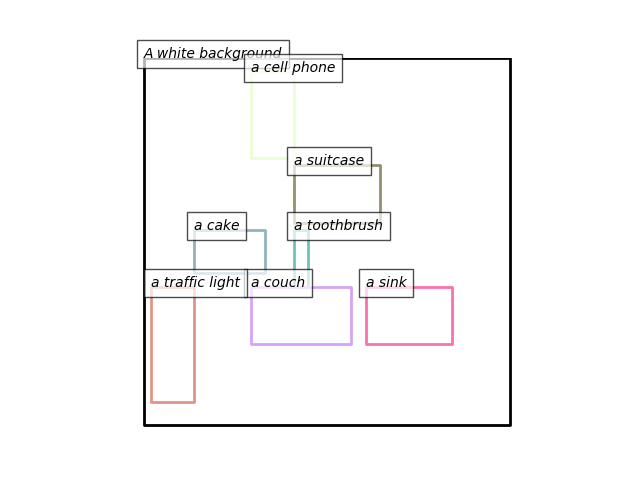 A white background
a cell phone
a suitcase
a cake
a toothbrush
a traffic light
a couch
a sink